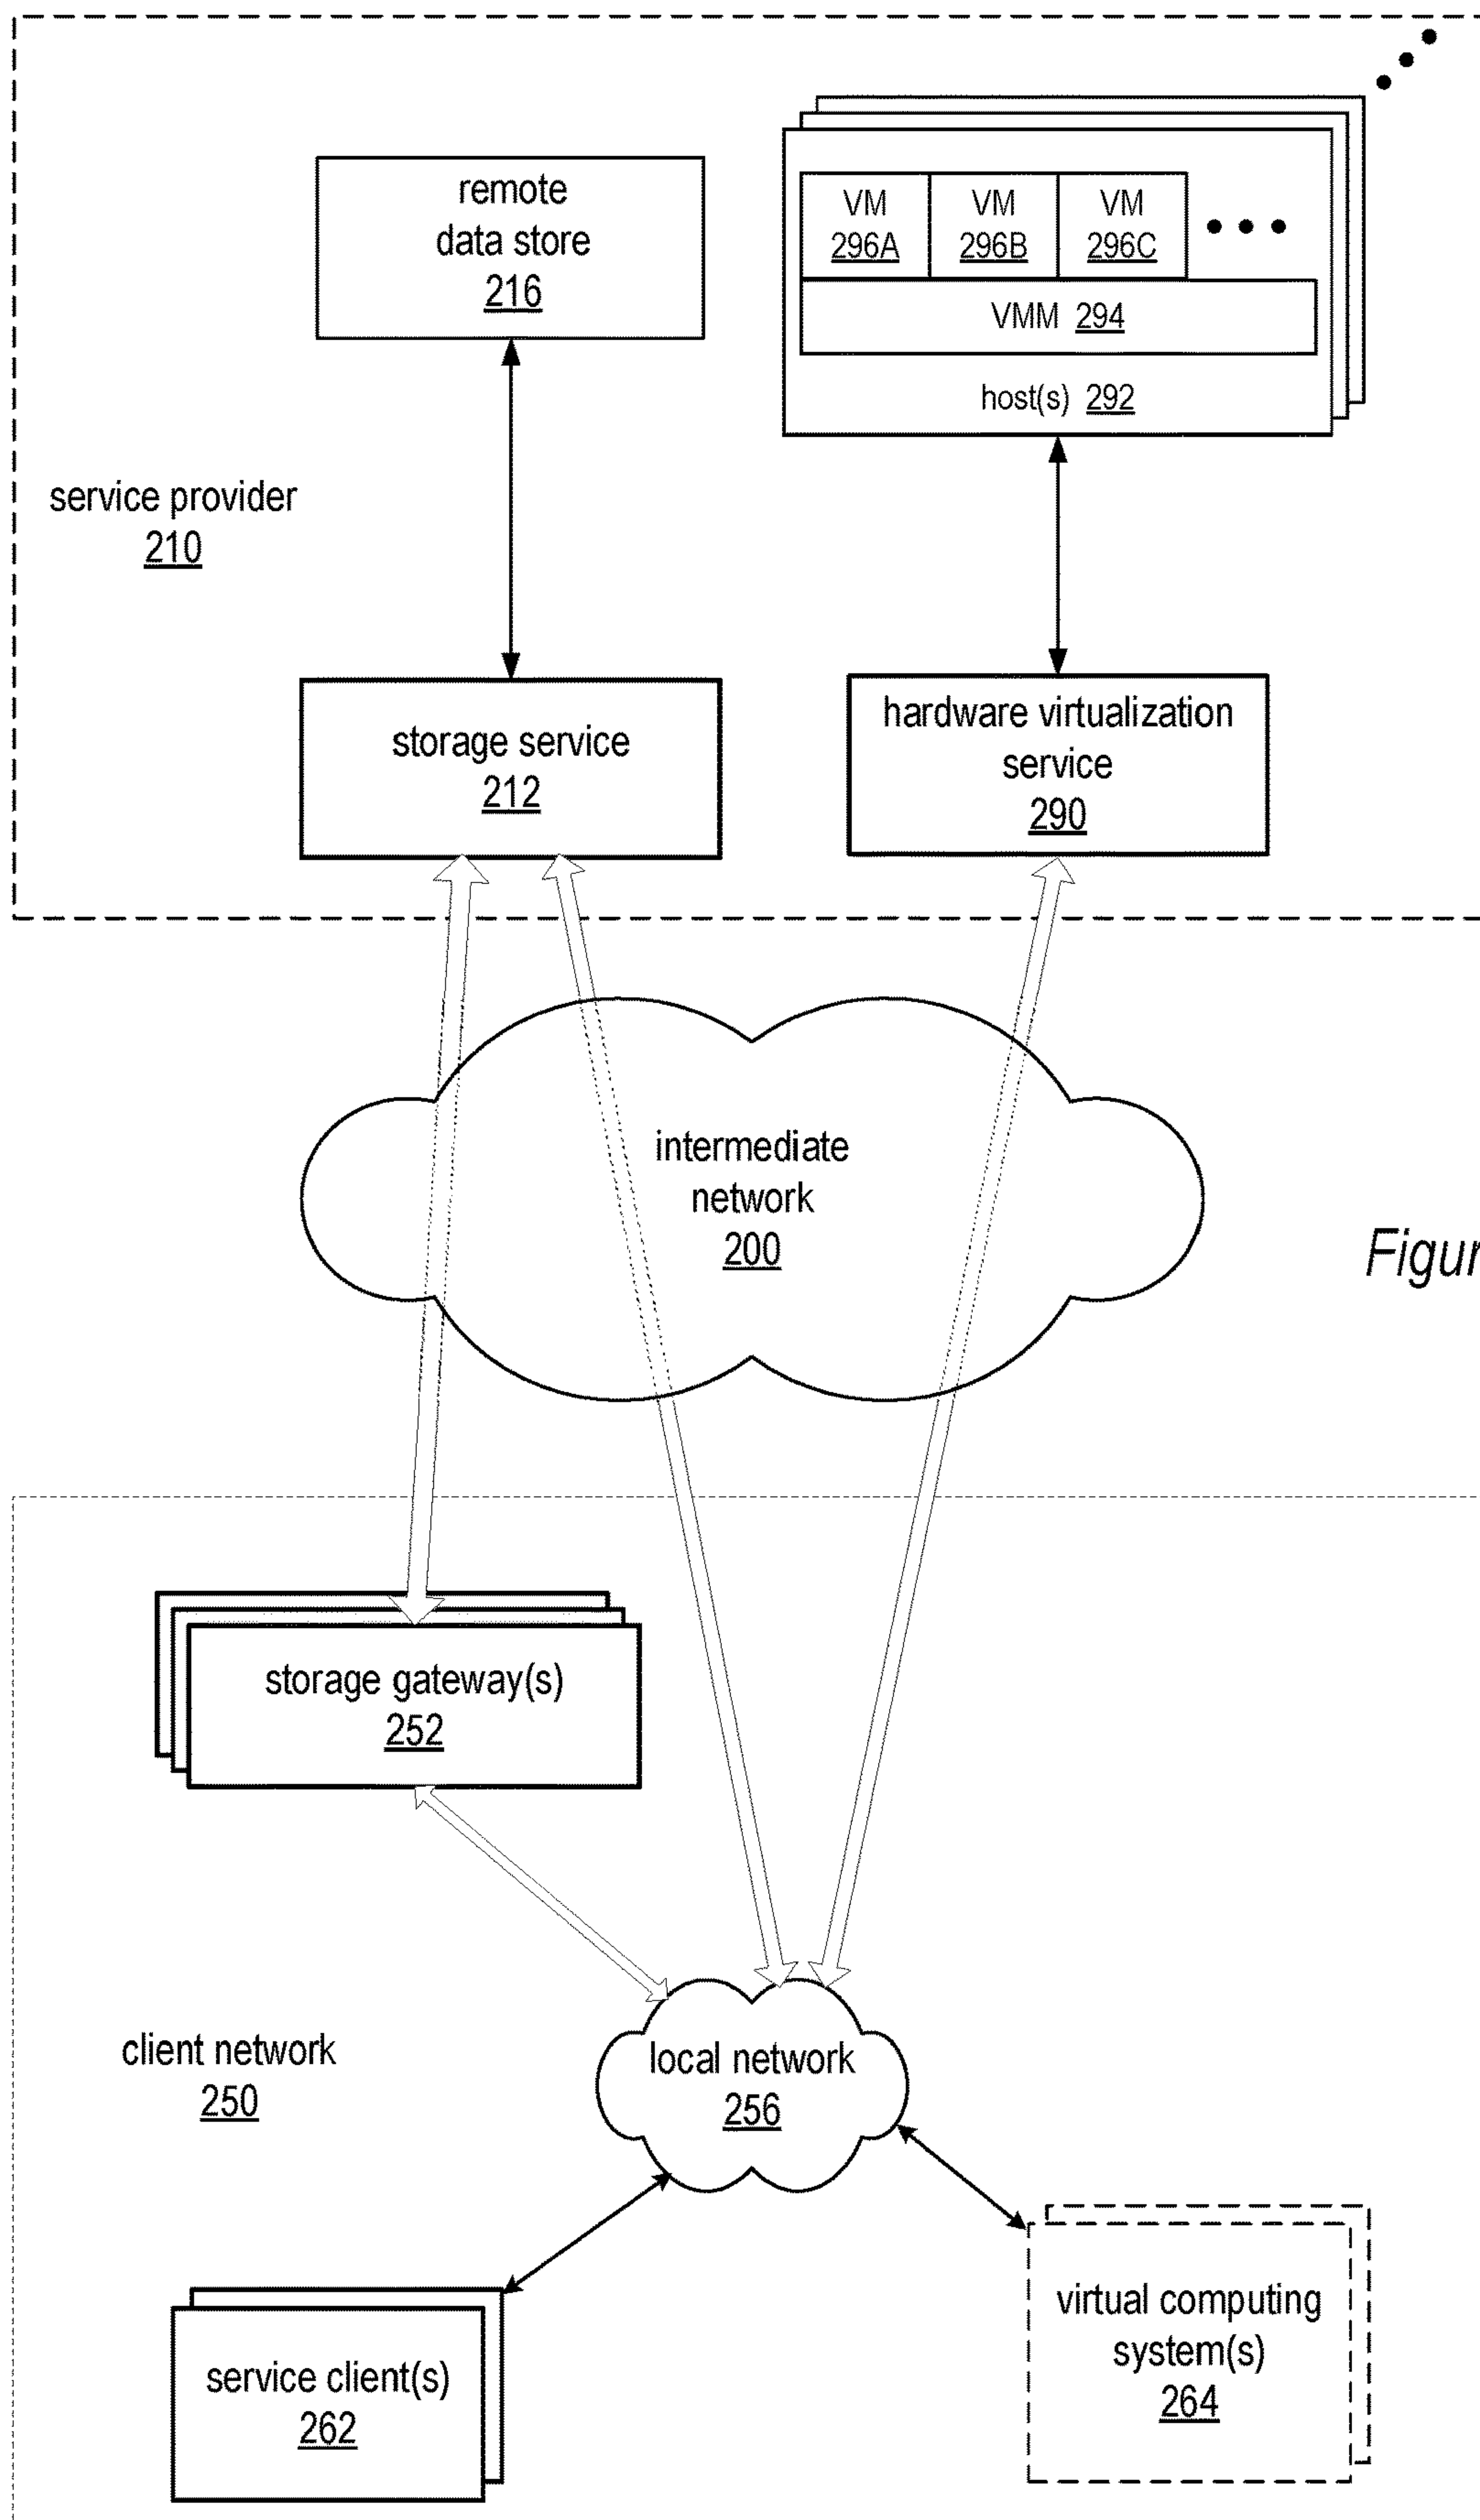 remote
data store
216
VM
296A
VM
296B
VM
296C
VMM 294
host(s) 292
service provider
210
storage service
212
hardware virtualization
service
290
intermediate
network
200
Figur
storage gateway(s)
252
client network
250
local network
256
service client(s)
262
virtual computing
system(s)
264